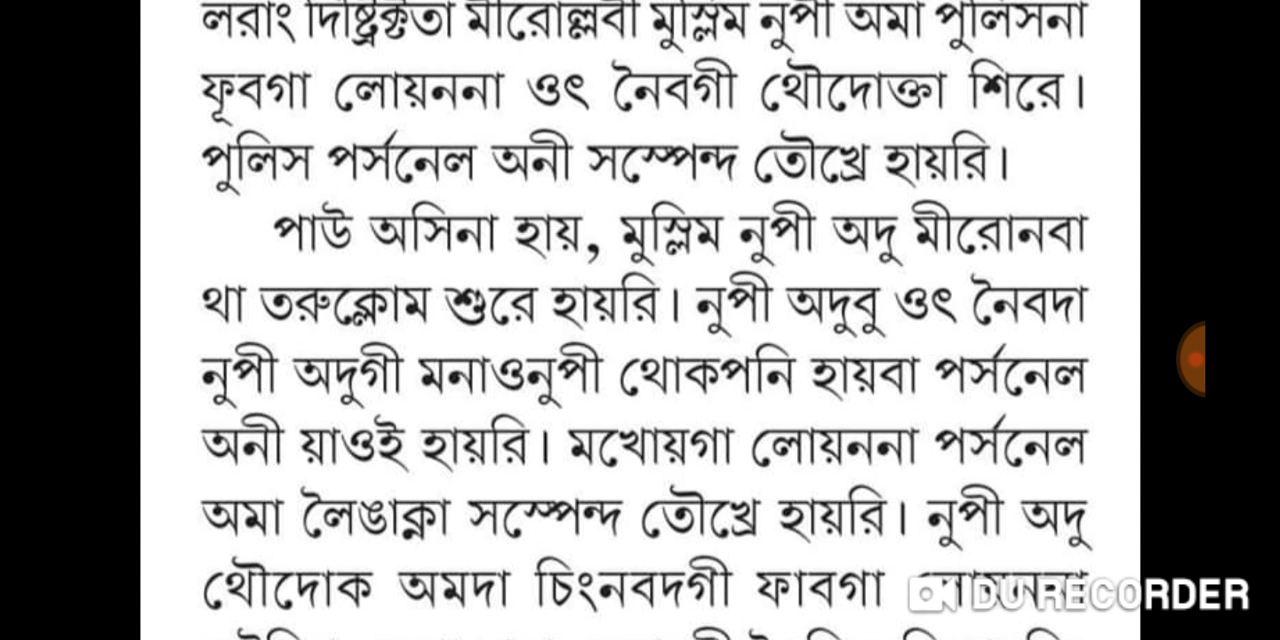 লরাং দিষ্ট্রিক্টতা মীরোল্লবী মুস্লিম নুপী অমা পুলিসনা
ফূবগা লোয়ননা ওৎ নৈবগী থৌদোক্তা শিরে।
পুলিস পর্সনেল অনী সস্পেন্দ তৌখ্রে হায়রি।
পাউ অসিনা হায়, মুস্লিম নুপী অদু মীরোনবা
থা তরুক্লোম শুরে হায়রি। নুপী অদুবু ওৎ নৈবদা
নুপী অদুগী মনাওনুপী থোকপনি হায়বা পর্সনেল
অনী য়াওই হায়রি। মখোয়গা লোয়ননা পর্সনেল
অমা লৈঙাক্না সস্পেন্দ তৌখ্রে হায়রি। নুপী অদু
থৌদোক অমদা চিংনবদগী ফাবগা
DU RECORDER